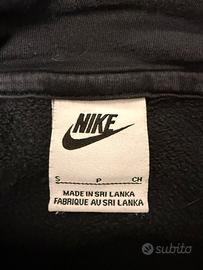 NIKE
S P CH
MADE IN SRI LANKA
FABRIQUE AU SRI LANKA
subito